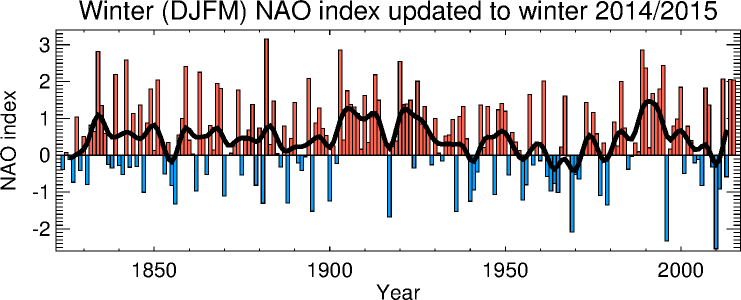 Winter (DJFM) NAO index updated to winter 2014/2015
NAO index
3
2
1
0
-1
-2
1850 1900 1950 2000
Year